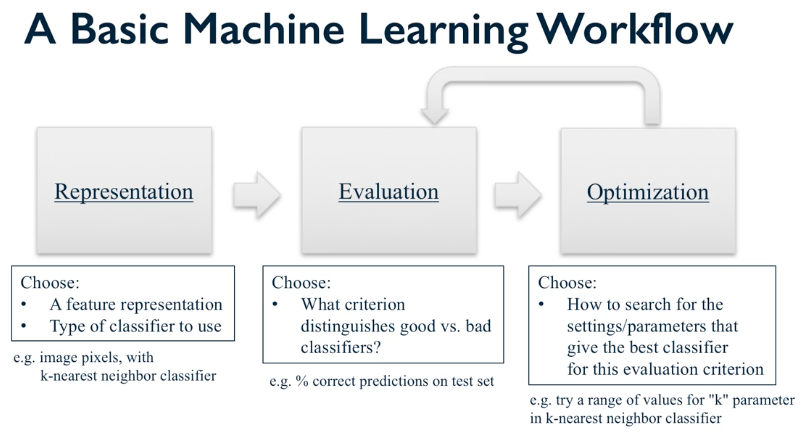 A Basic Machine Learning Workflow
Representation
Evaluation
Optimization
Choose:
• A feature representation
• Type of classifier to use
e.g. image pixels, with
k-nearest neighbor classifier
Choose:
• What criterion
distinguishes good vs. bad
classifiers?
e.g. % correct predictions on test set
Choose:
• How to search for the
settings/parameters that
give the best classifier
for this evaluation criterion
e.g. try a range of values for "k" parameter
in k-nearest neighbor classifier